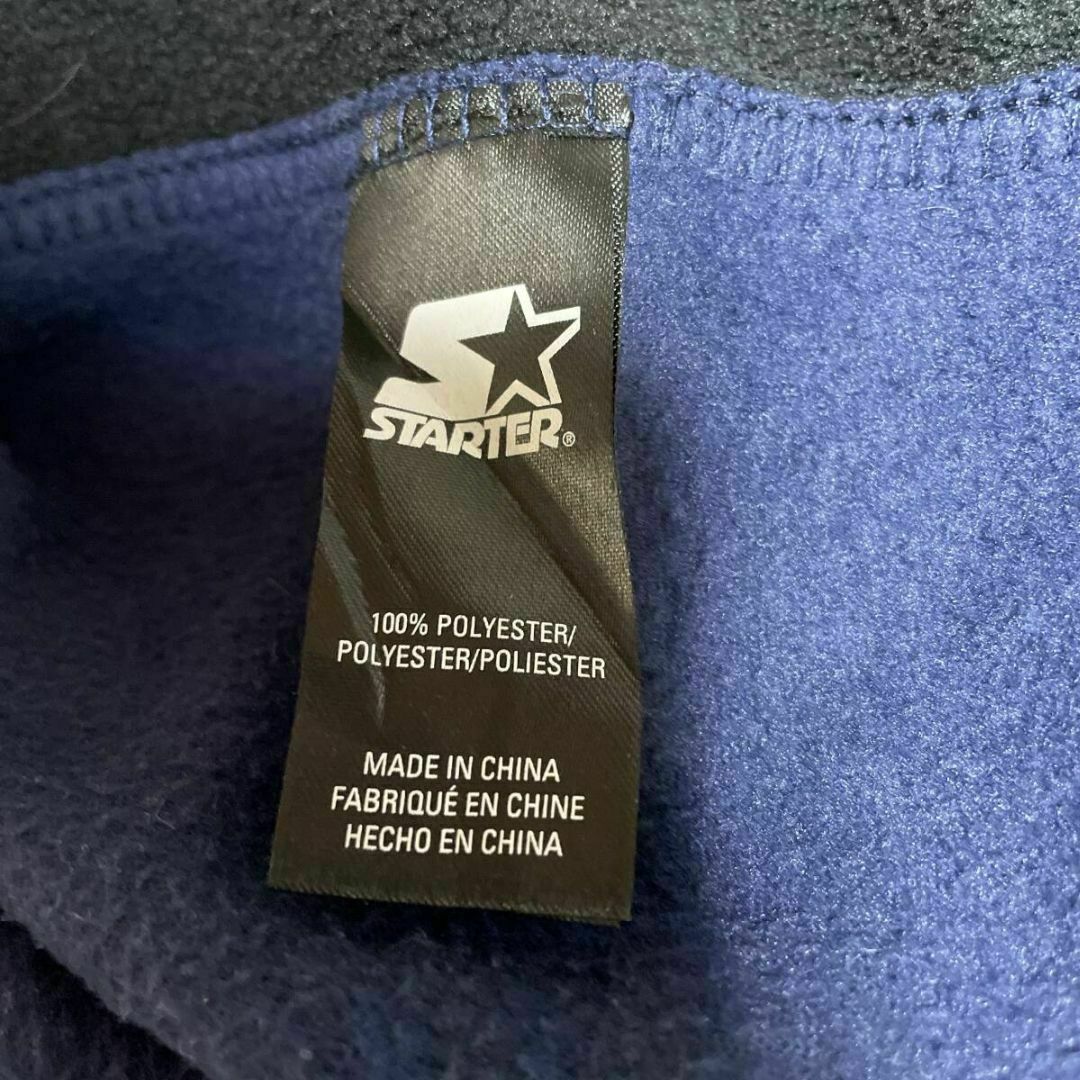 STARTER®
100% POLYESTER/
POLYESTER/POLIESTER
MADE IN CHINA
FABRIQUÉ EN CHINE
HECHO EN CHINA